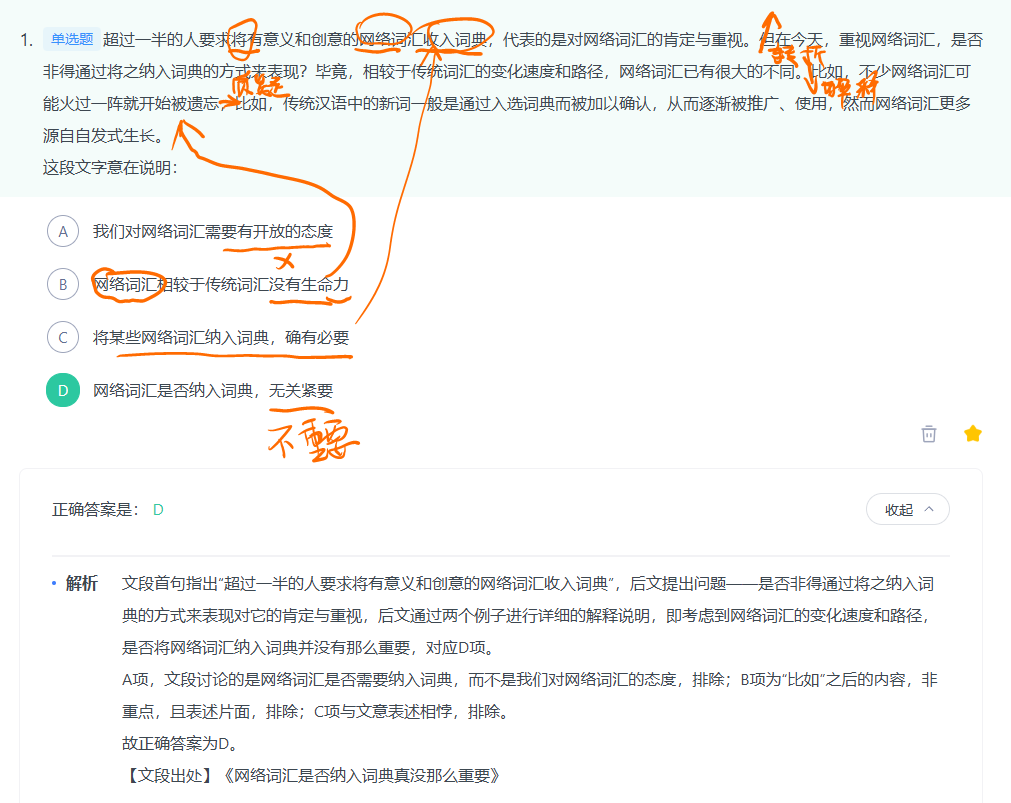 1. 单选题 超过一半的人要求将有意义和创意的网络词汇收入词典，代表的是对网络词汇的肯定与重视。但在今天，重视网络词汇，是否
非得通过将之纳入词典的方式来表现？毕竟，相较于传统词汇的变化速度和路径，网络词汇已有很大的不同。比如，不少网络词汇可
能火过一阵就开始被遗忘；比如，传统汉语中的新词一般是通过入选词典而被加以确认，从而逐渐被推广、使用，然而网络词汇更多
源自自发式生长。
这段文字意在说明：
转折
A 我们对网络词汇需要有开放的态度
B 网络词汇相较于传统词汇没有生命力
C 将某些网络词汇纳入词典，确有必要
D 网络词汇是否纳入词典，无关紧要
不重要
正确答案是： D
收起
解析 文段首句指出“超过一半的人要求将有意义和创意的网络词汇收入词典”，后文提出问题——是否非得通过将之纳入词
典的方式来表现对它的肯定与重视，后文通过两个例子进行详细的解释说明，即考虑到网络词汇的变化速度和路径，
是否将网络词汇纳入词典并没有那么重要，对应D项。
A项，文段讨论的是网络词汇是否需要纳入词典，而不是我们对网络词汇的态度，排除；B项为“比如”之后的内容，非
重点，且表述片面，排除；C项与文意表述相悖，排除。
故正确答案为D。
【文段出处】《网络词汇是否纳入词典真没那么重要》